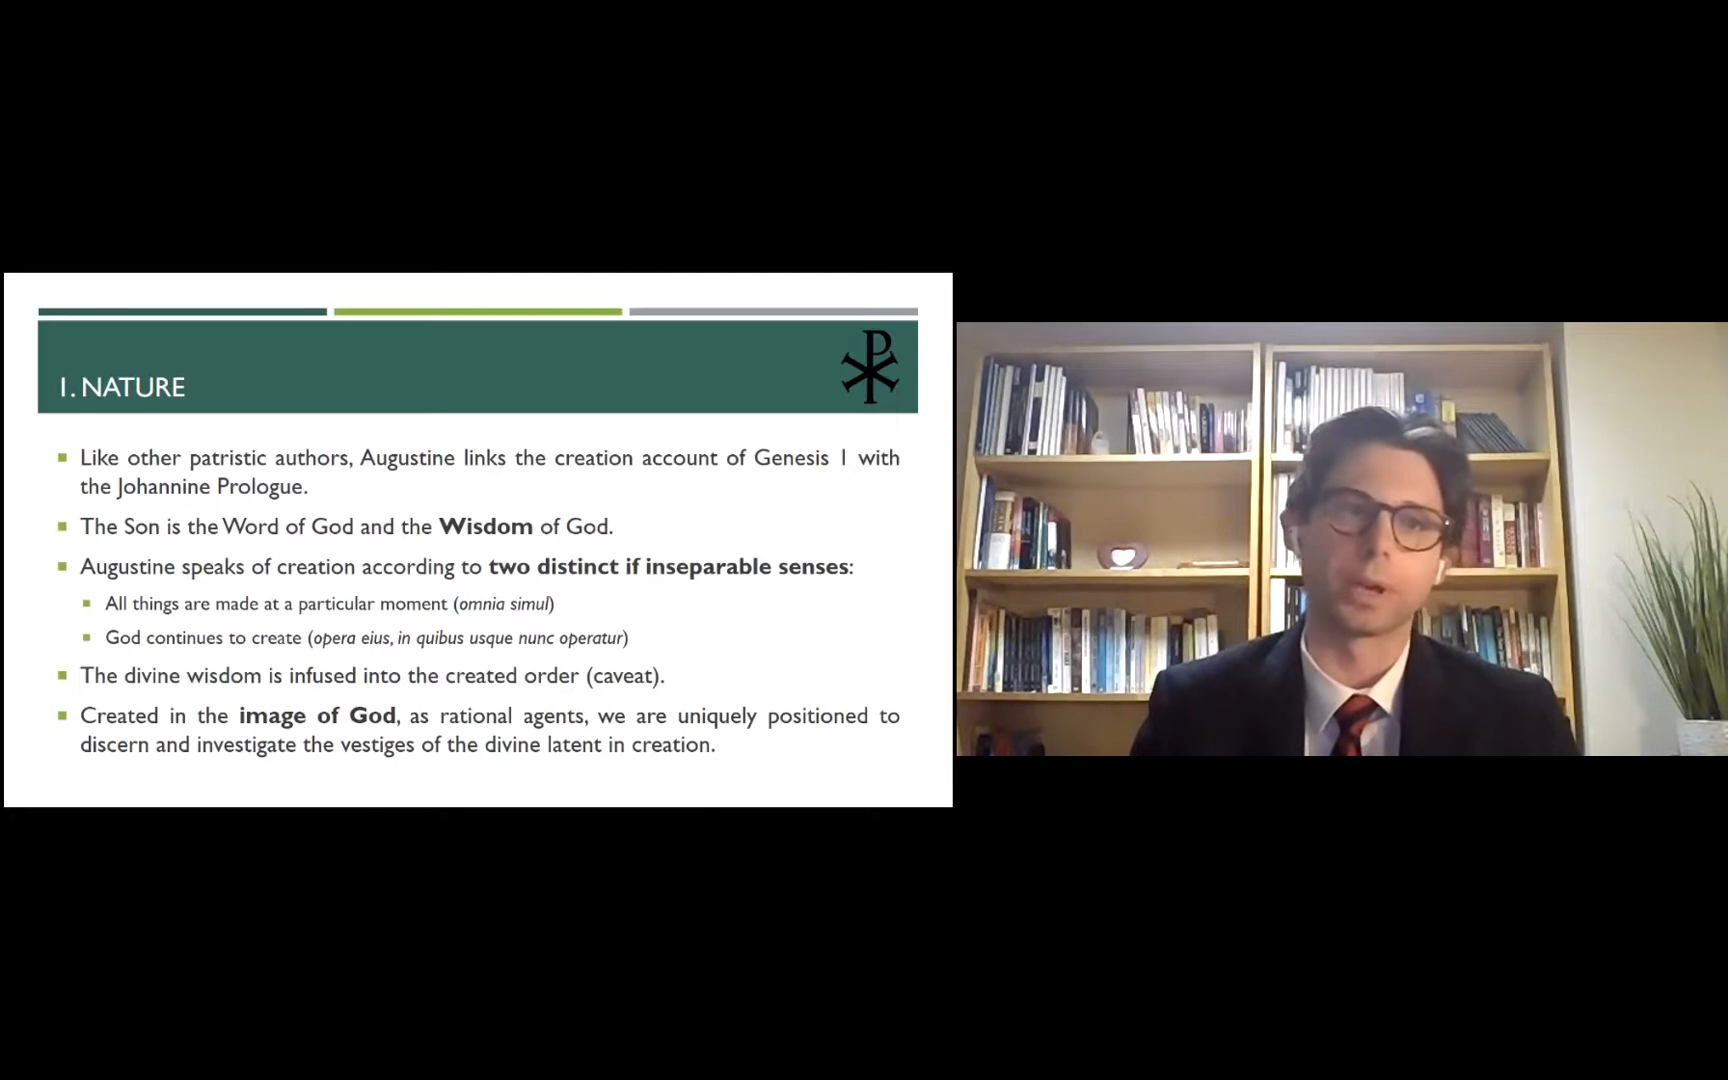 1. NATURE
Like other patristic authors, Augustine links the creation account of Genesis 1 with
the Johannine Prologue.
The Son is the Word of God and the Wisdom of God.
Augustine speaks of creation according to two distinct if inseparable senses:
All things are made at a particular moment (omnia simul)
God continues to create (opera eius, in quibus usque nunc operatur)
The divine wisdom is infused into the created order (caveat).
Created in the image of God, as rational agents, we are uniquely positioned to
discern and investigate the vestiges of the divine latent in creation.